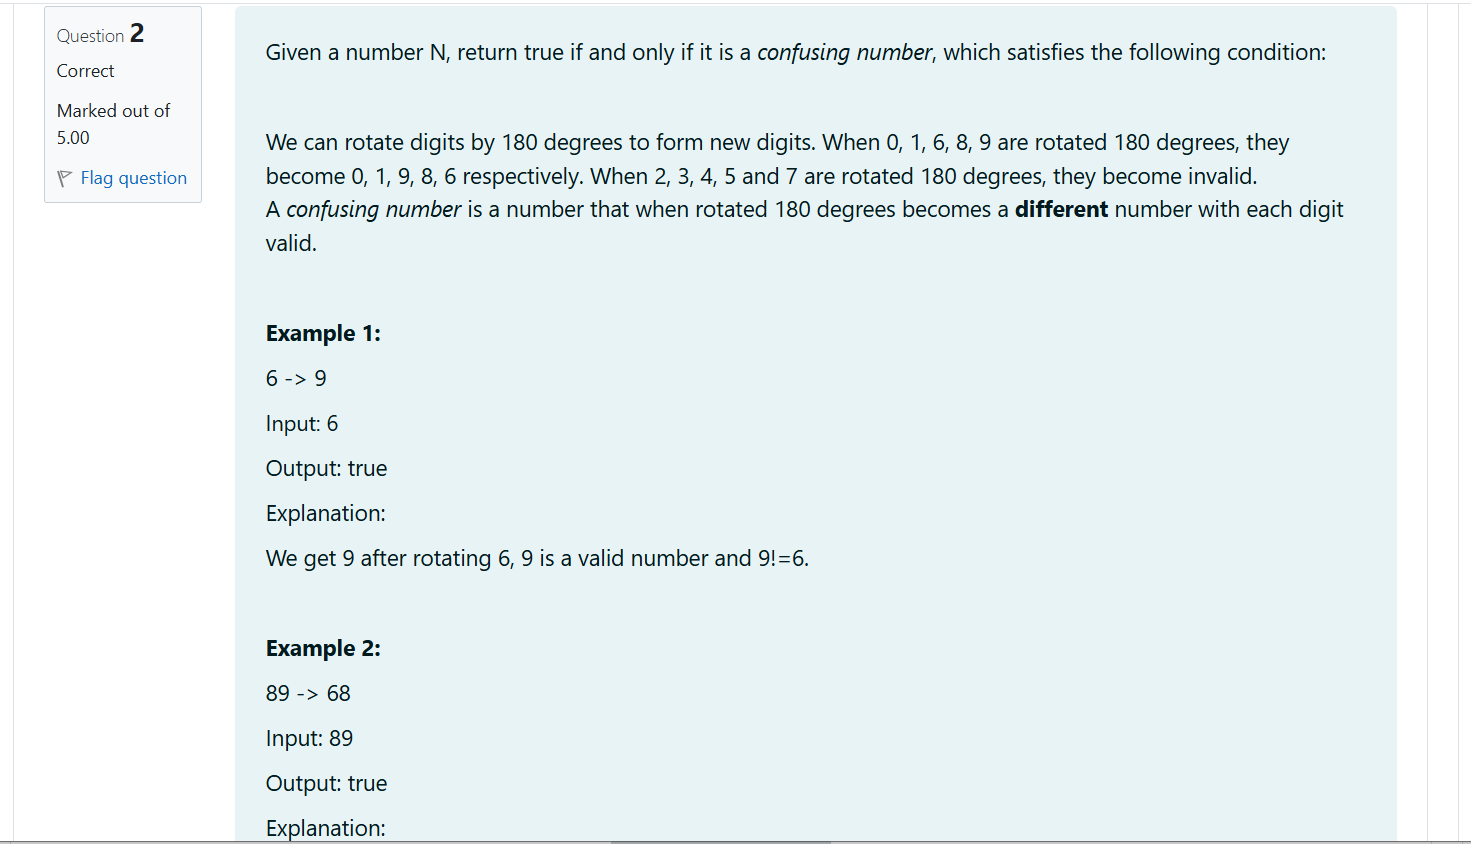 Question 2
Correct
Marked out of
5.00
Flag question
Given a number N, return true if and only if it is a confusing number, which satisfies the following condition:
We can rotate digits by 180 degrees to form new digits. When 0, 1, 6, 8, 9 are rotated 180 degrees, they
become 0, 1, 9, 8, 6 respectively. When 2, 3, 4, 5 and 7 are rotated 180 degrees, they become invalid.
A confusing number is a number that when rotated 180 degrees becomes a different number with each digit
valid.
Example 1:
6 -> 9
Input: 6
Output: true
Explanation:
We get 9 after rotating 6, 9 is a valid number and 9!=6.
Example 2:
89 -> 68
Input: 89
Output: true
Explanation: